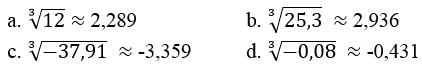 a. ∛12 ≈ 2,289 b. ∛25,3 ≈ 2,936
c. ∛−37,91 ≈ -3,359 d. ∛−0,08 ≈ -0,431